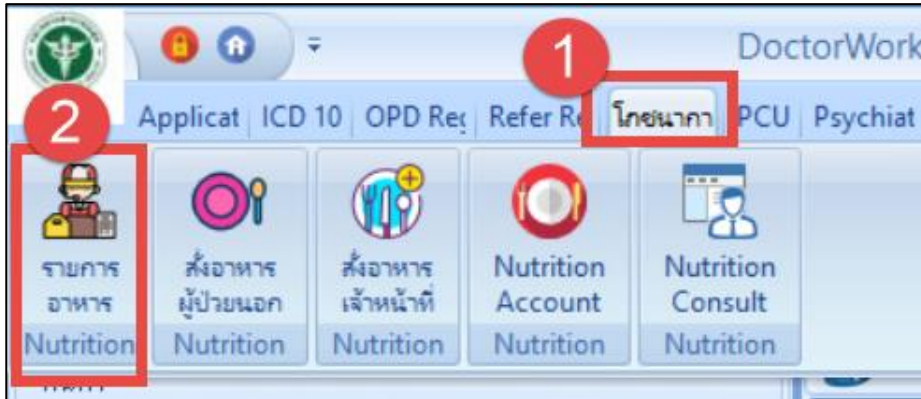 1
DoctorWork
2
Applicat ICD 10 OPD Reg Refer Re โภชนากา PCU Psychiat
รายการ
อาหาร
สั่งอาหาร
ผู้ป่วยนอก
สั่งอาหาร
เจ้าหน้าที่
Nutrition
Account
Nutrition
Consult
Nutrition Nutrition Nutrition Nutrition Nutrition